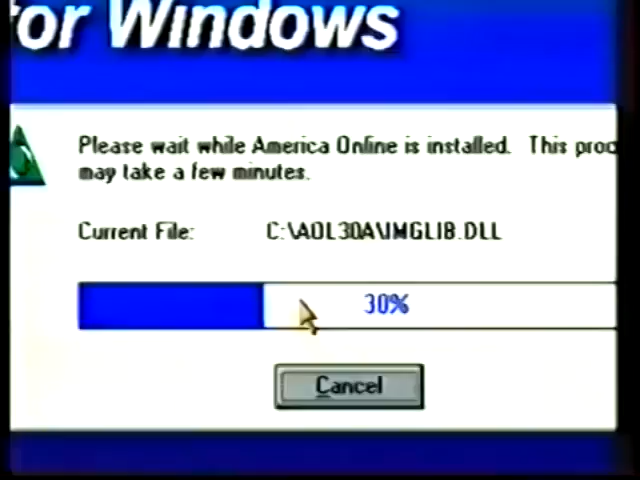 for Windows
Please wait while America Online is installed. This proc
may take a few minutes.
Current File: C:\AOL30A\IMGLIB.DLL
30%
Cancel